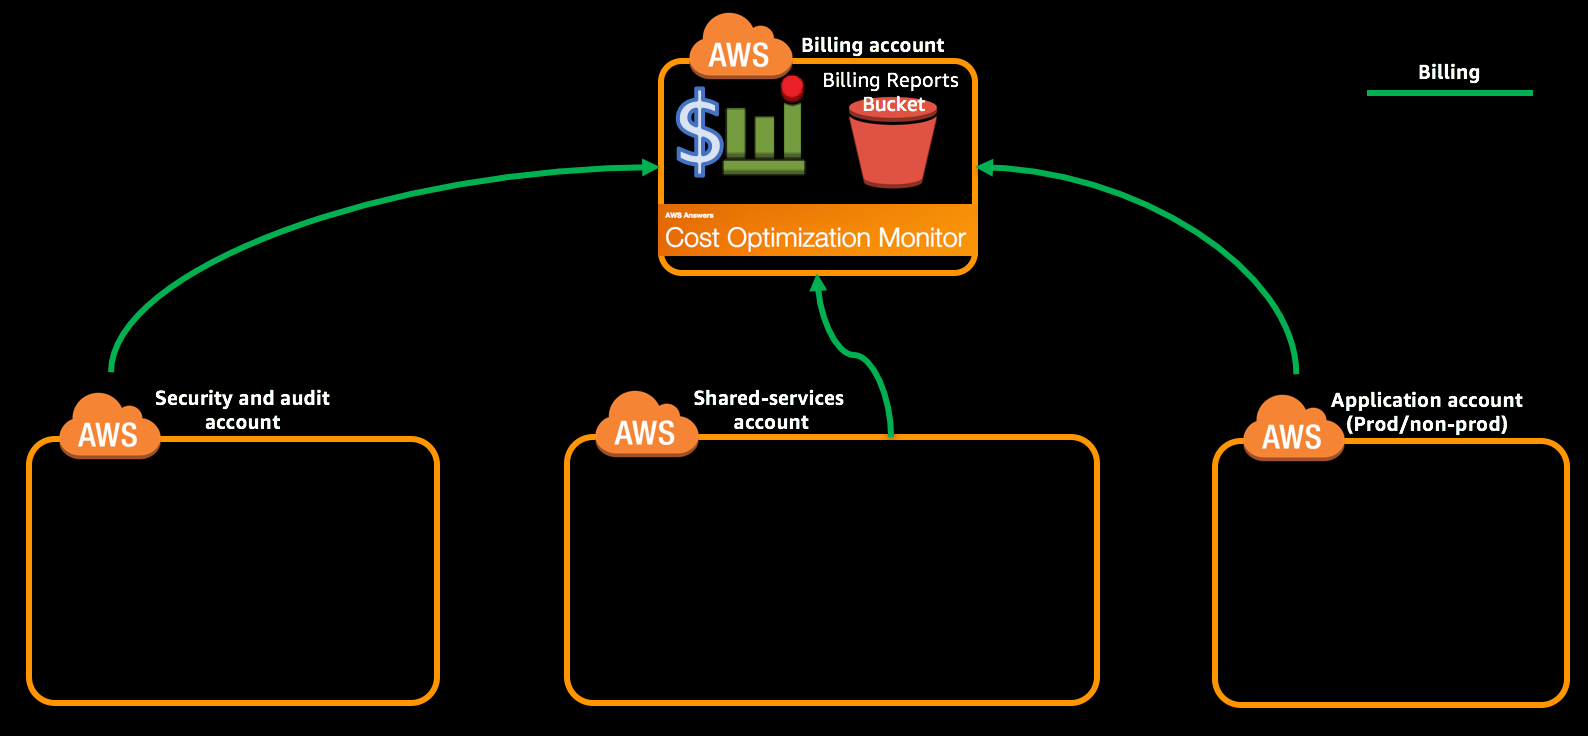 AWS
Billing account
Billing Reports
Bucket
Billing
AWS Answers
Cost Optimization Monitor
AWS
Security and audit
account
AWS
Shared-services
account
AWS
Application account
(Prod/non-prod)